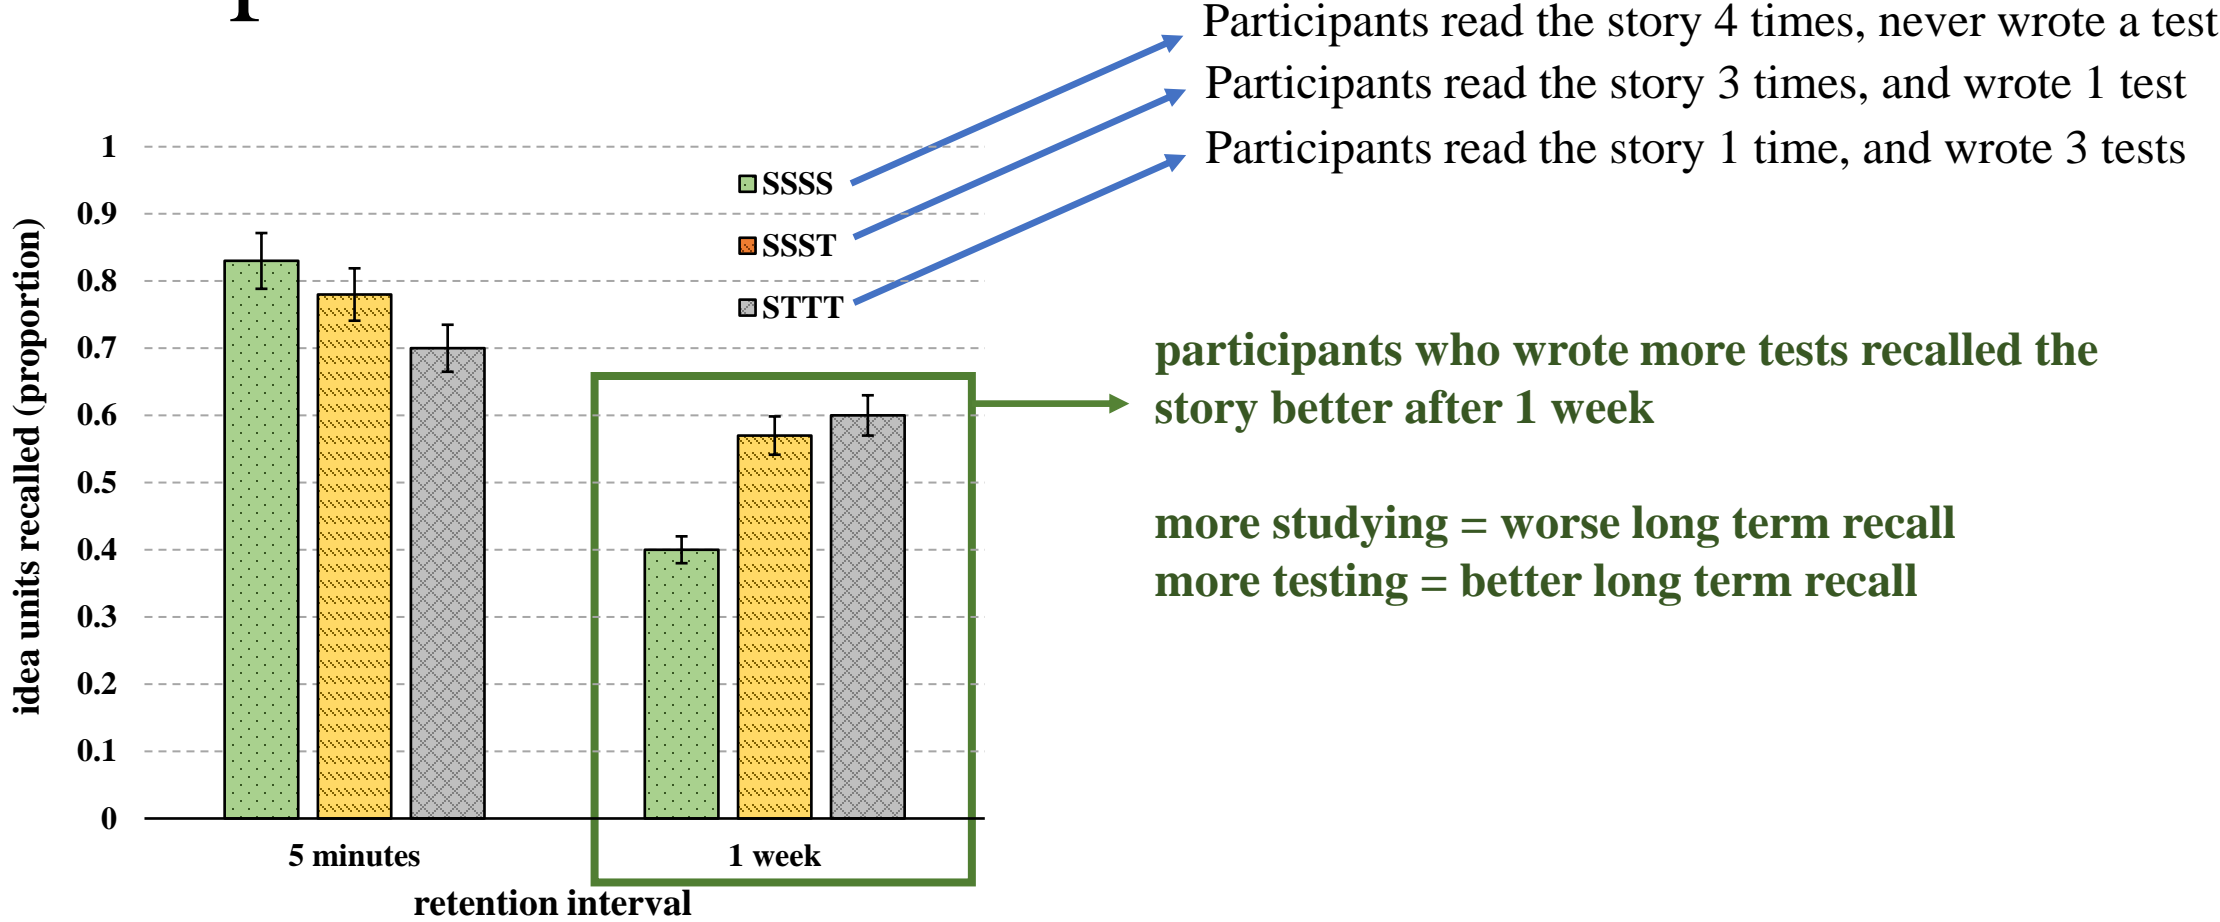 Participants read the story 4 times, never wrote a test
Participants read the story 3 times, and wrote 1 test
Participants read the story 1 time, and wrote 3 tests
1
0.9
0.8
0.7
0.6
0.5
0.4
0.3
0.2
0.1
0
idea units recalled (proportion)
SSSS
SSST
STTT
participants who wrote more tests recalled the
story better after 1 week
more studying = worse long term recall
more testing = better long term recall
5 minutes
1 week
retention interval